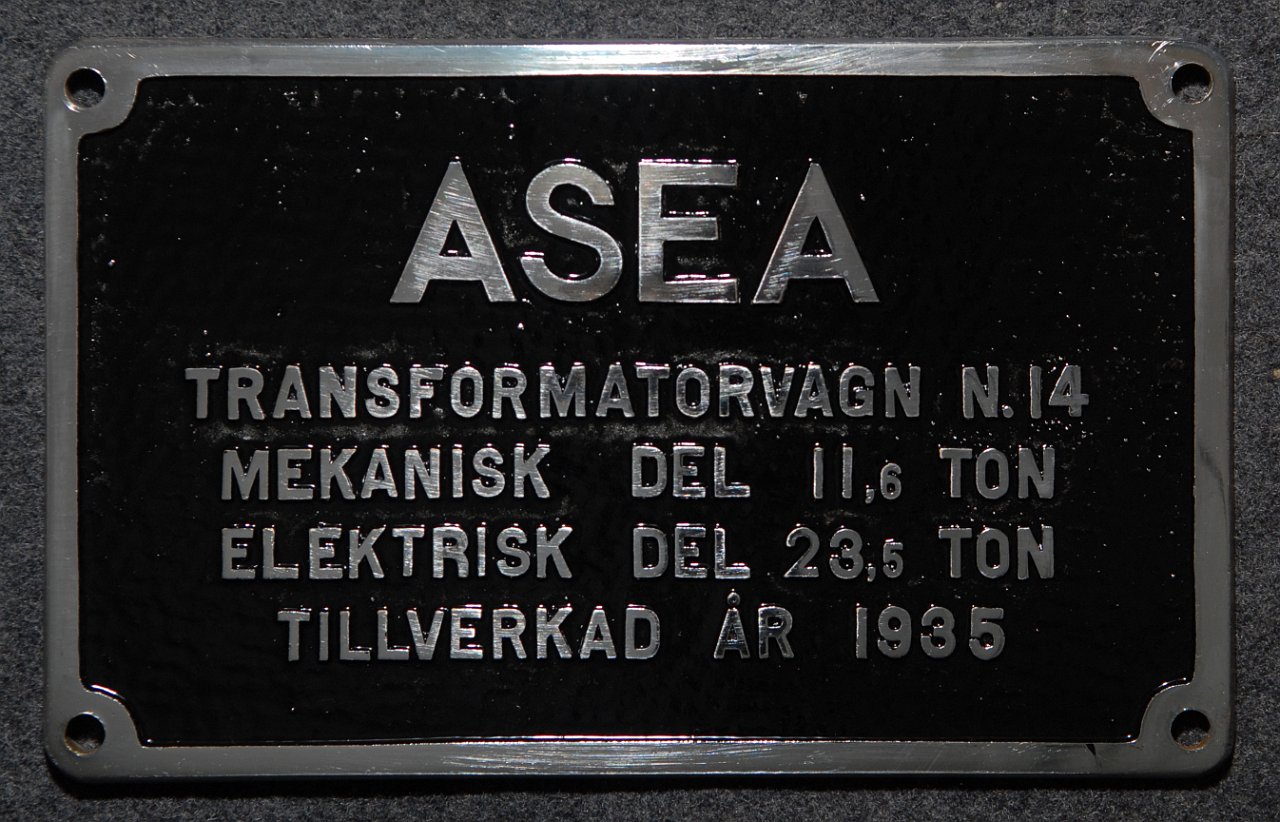 ASEA
TRANSFORMATORVAGN N.14
MEKANISK DEL 11,6 TON
ELEKTRISK DEL 23,5 TON
TILLVERKAD ÅR 1935